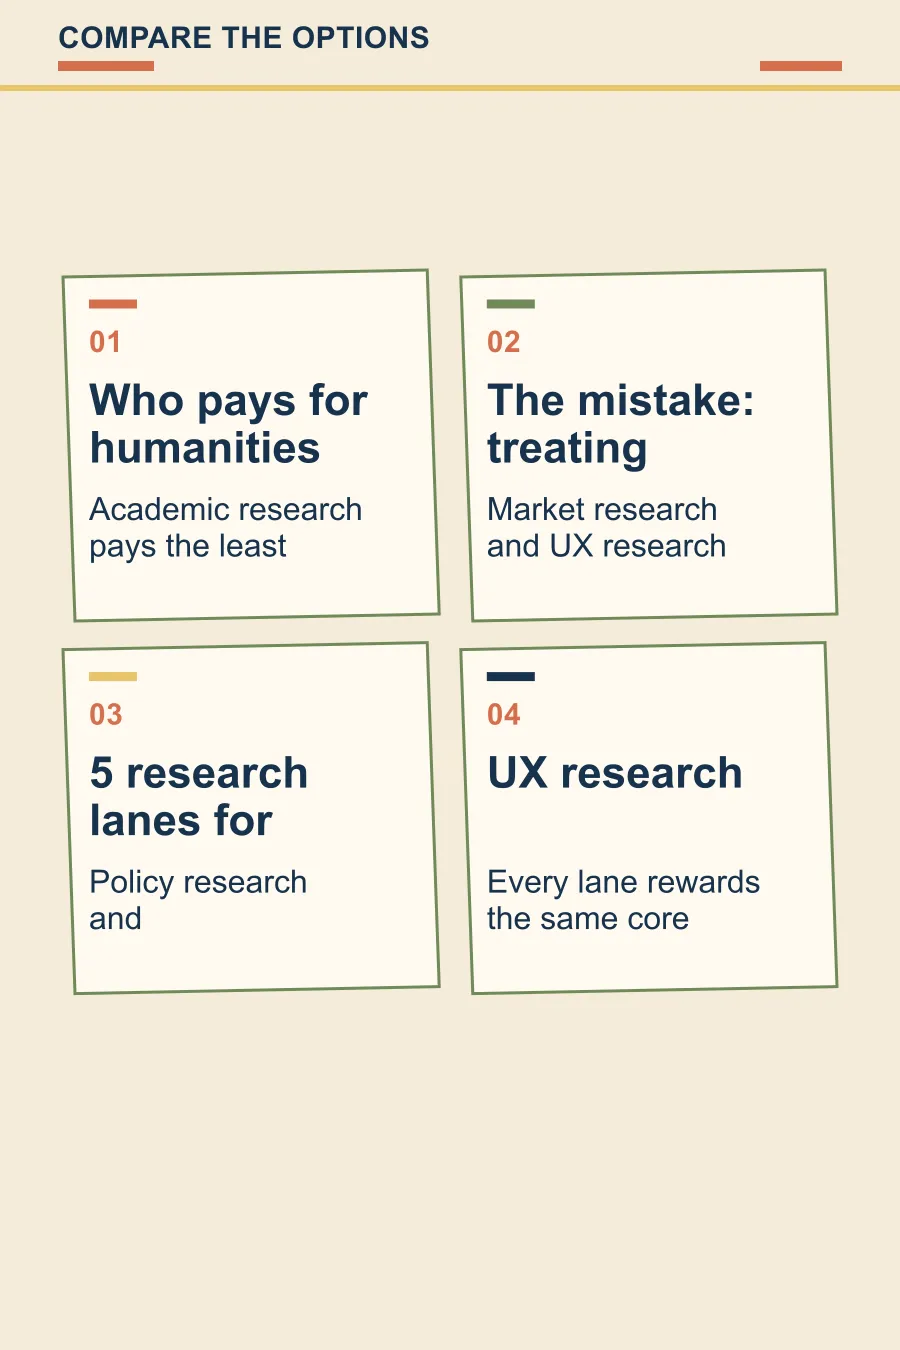 COMPARE THE OPTIONS
01
Who pays for
humanities
Academic research
pays the least
02
The mistake:
treating
Market research
and UX research
03
5 research
lanes for
Policy research
and
04
UX research
Every lane rewards
the same core